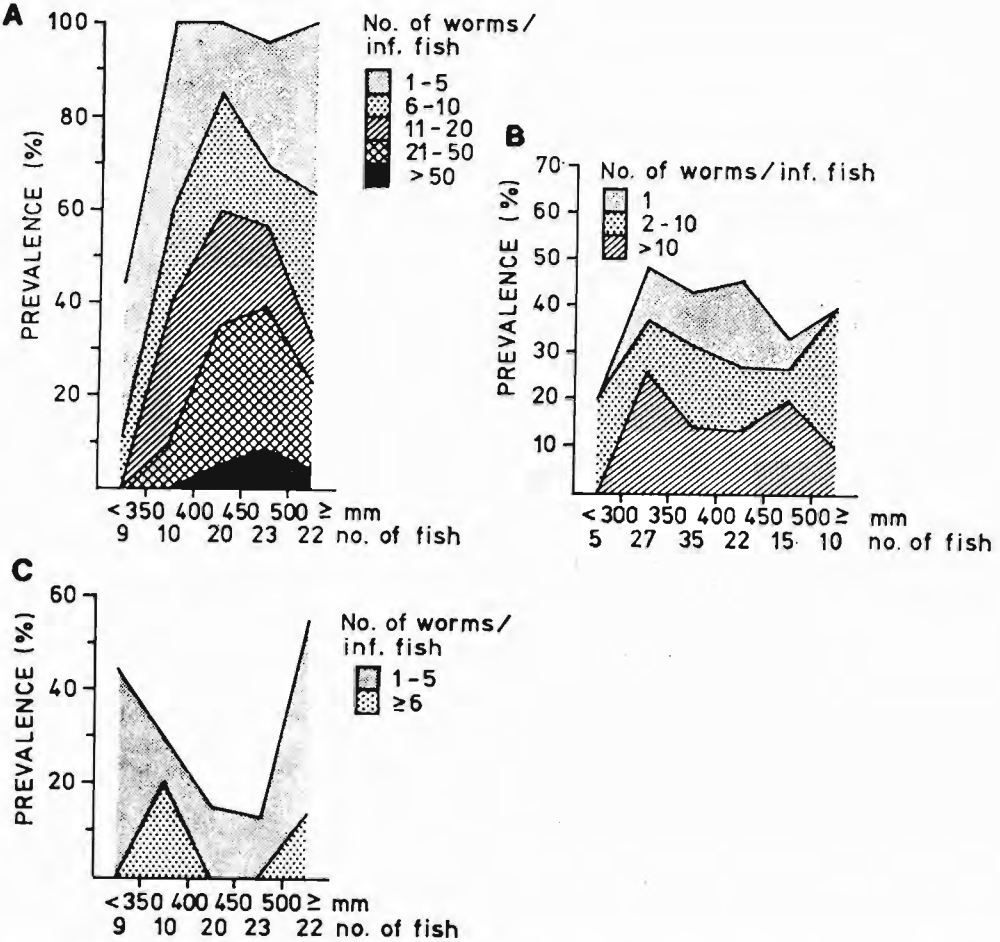 A
PREVALENCE (%)
100
80
60
40
20
<350 400 450 500 ≥ mm
9 10 20 23 22 no. of fish
No. of worms/
inf. fish
1-5
6-10
11-20
21-50
>50
B
PREVALENCE (%)
70
60
50
40
30
20
10
No. of worms/inf. fish
1
2-10
>10
<300 350 400 450 500 ≥ mm
5 27 35 22 15 10 no. of fish
C
PREVALENCE (%)
60
40
20
<350 400 450 500 ≥ mm
9 10 20 23 22 no. of fish
No. of worms/
inf. fish
1-5
≥6